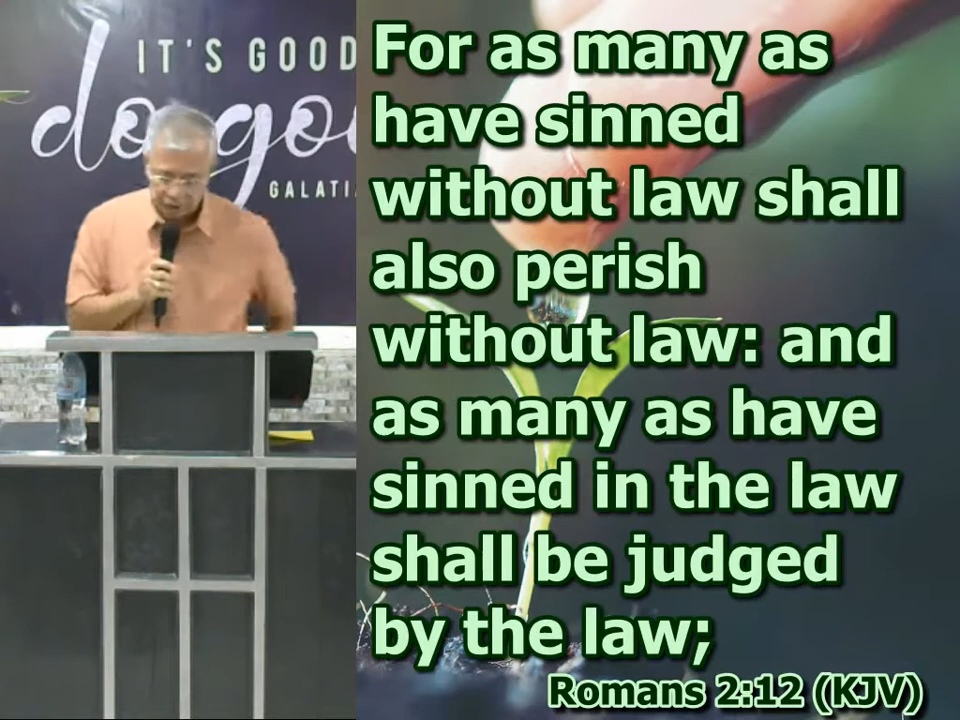 IT'S GOOD
do
GALATI
For as many as
have sinned
without law shall
also perish
without law: and
as many as have
sinned in the law
shall be judged
by the law;
Romans 2:12 (KJV)